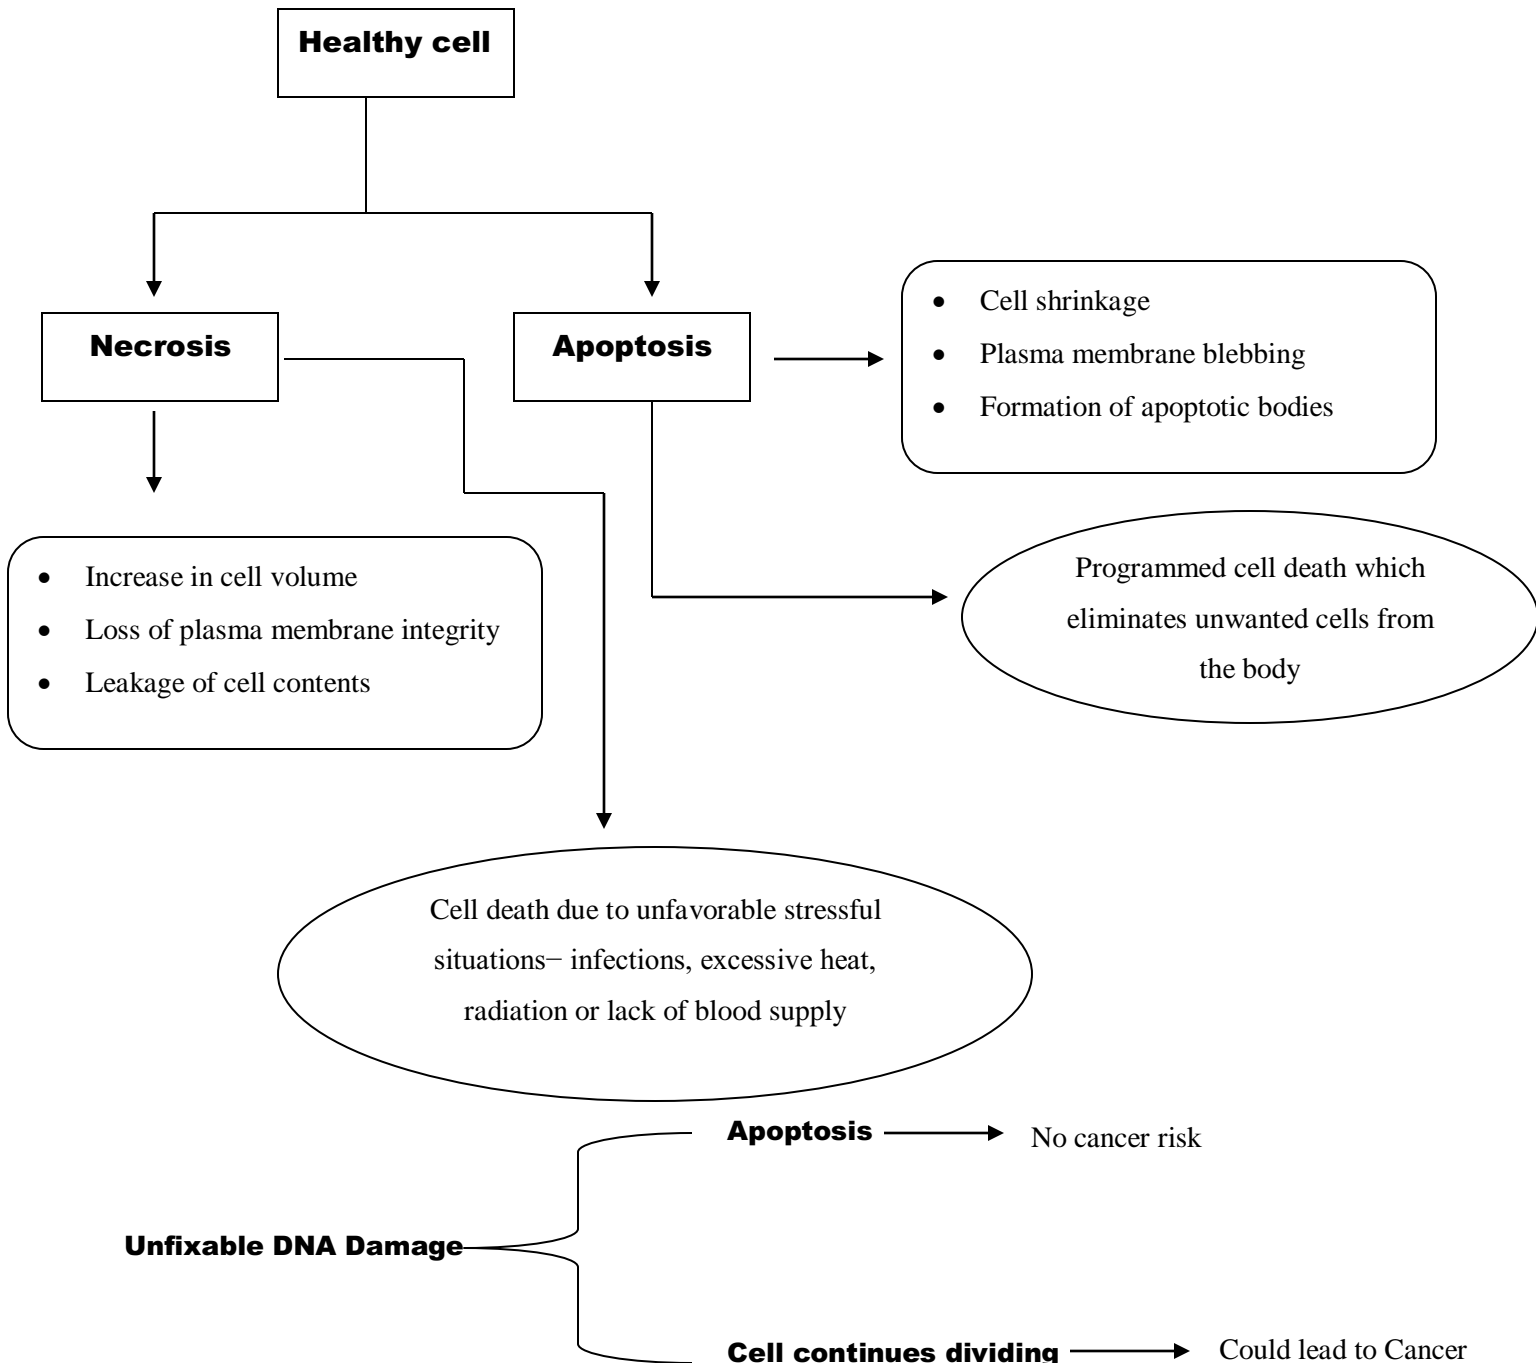 Healthy cell
Necrosis
Apoptosis
• Cell shrinkage
• Plasma membrane blebbing
• Formation of apoptotic bodies
• Increase in cell volume
• Loss of plasma membrane integrity
• Leakage of cell contents
Programmed cell death which
eliminates unwanted cells from
the body
Cell death due to unfavorable stressful
situations− infections, excessive heat,
radiation or lack of blood supply
Apoptosis
No cancer risk
Unfixable DNA Damage
Cell continues dividing
Could lead to Cancer